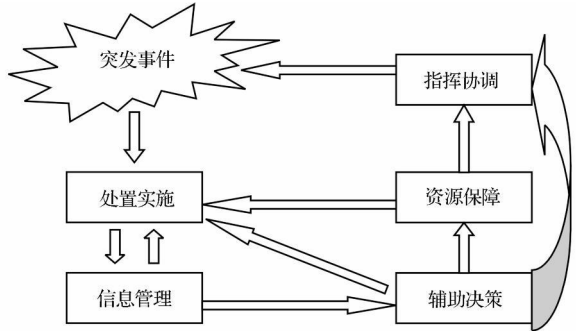 突发事件
指挥协调
处置实施
资源保障
信息管理
辅助决策